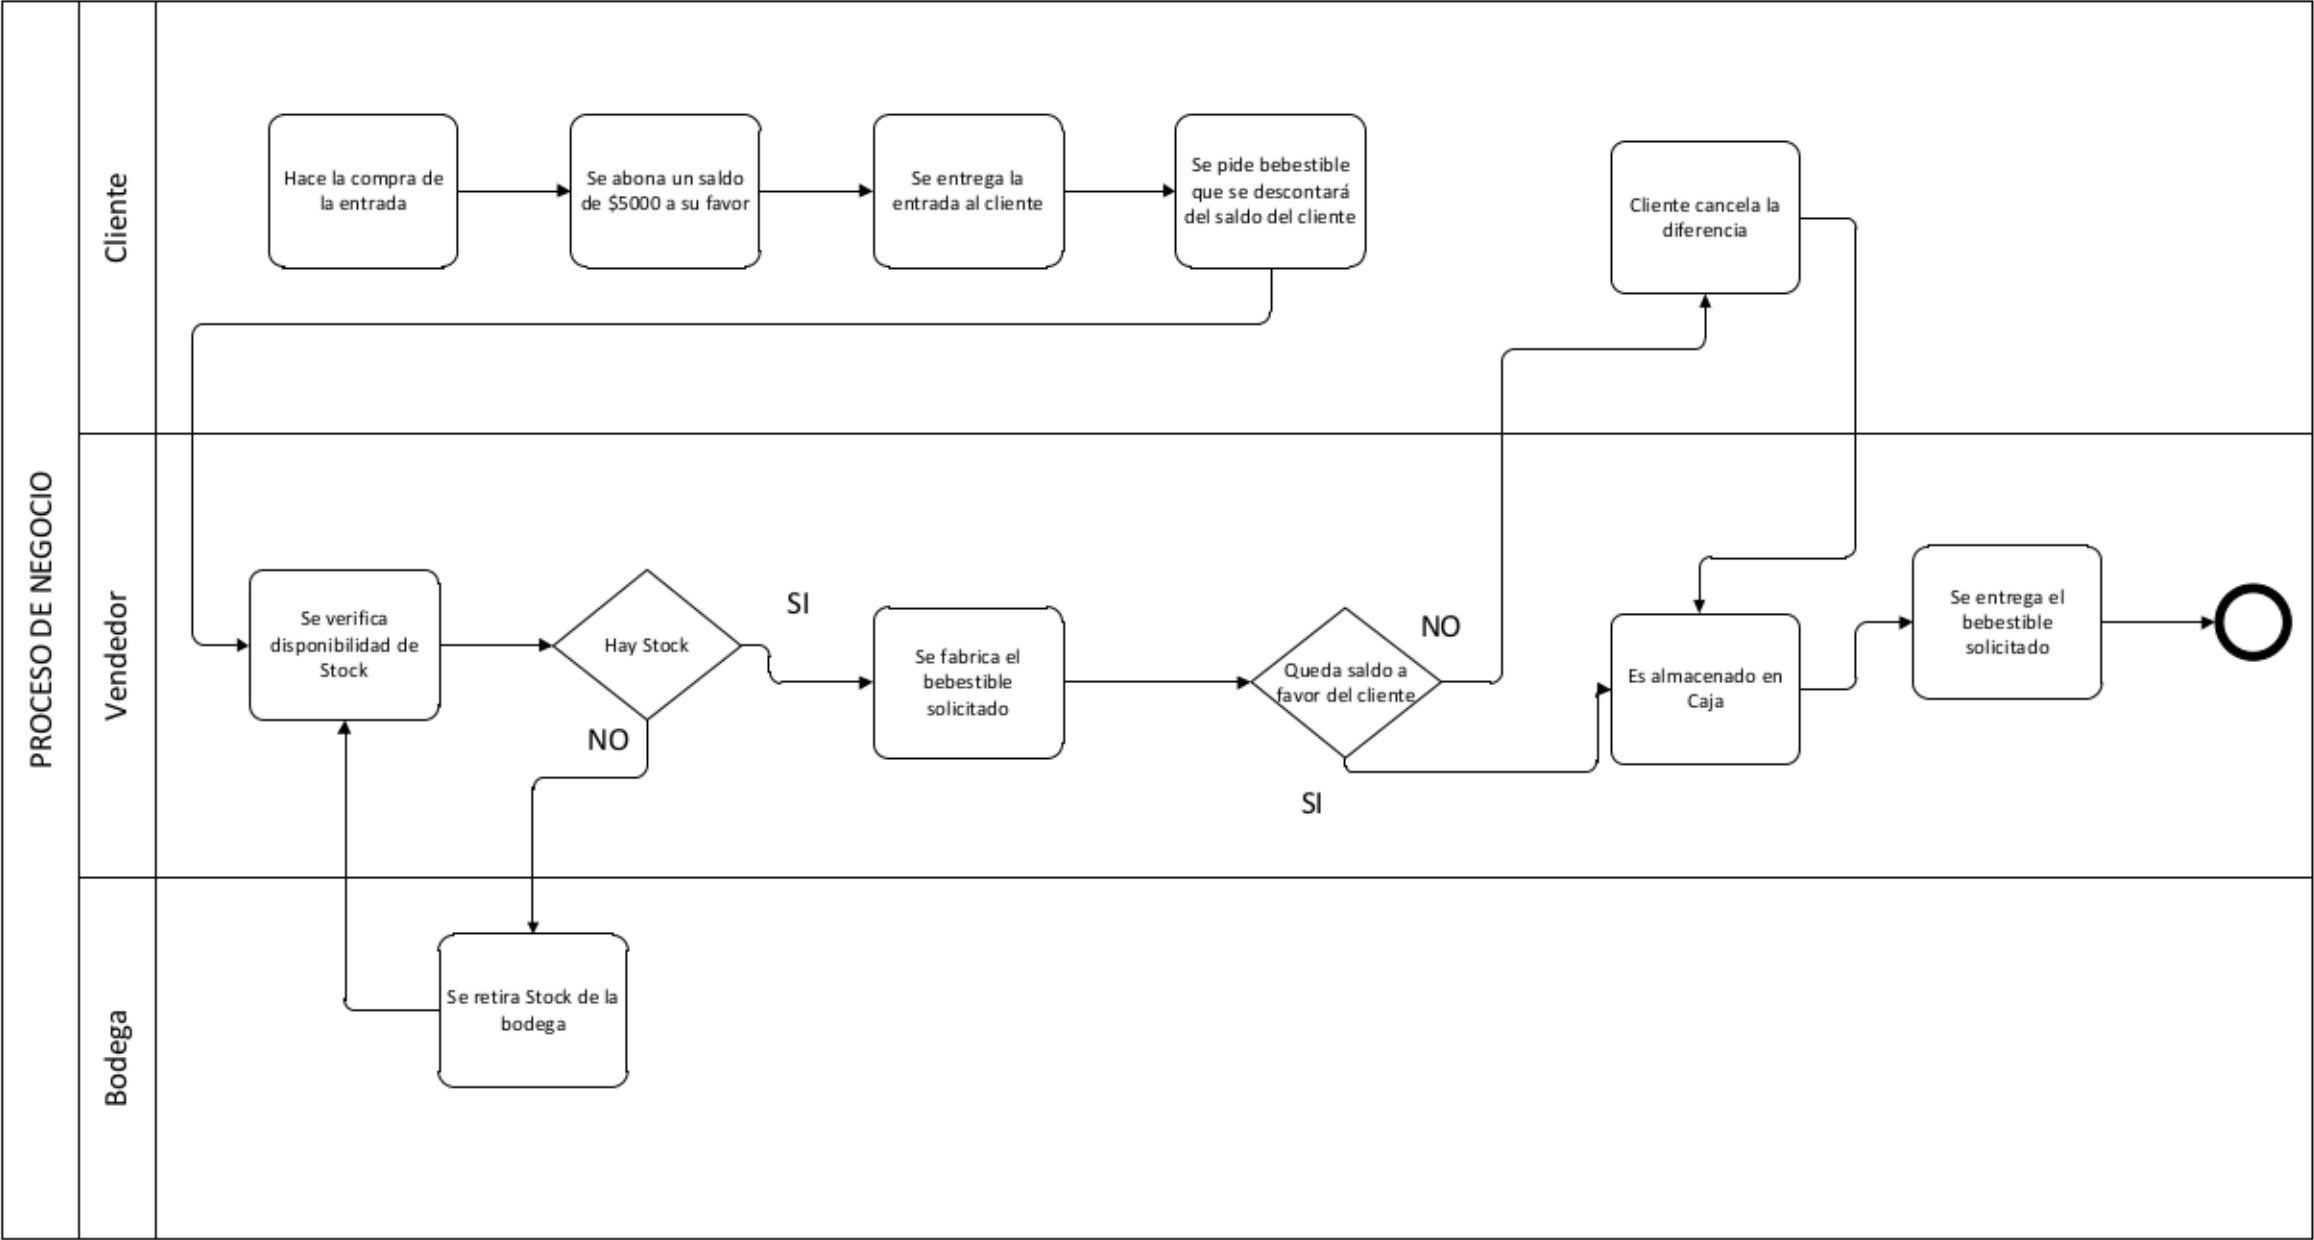 PROCESO DE NEGOCIO
Cliente
Hace la compra de
la entrada
Se abona un saldo
de $5000 a su favor
Se entrega la
entrada al cliente
Se pide bebestible
que se descontará
del saldo del cliente
Cliente cancela la
diferencia
Vendedor
Se verifica
disponibilidad de
Stock
Hay Stock
SI
NO
Se fabrica el
bebestible
solicitado
Queda saldo a
favor del cliente
NO
SI
Es almacenado en
Caja
Se entrega el
bebestible
solicitado
Bodega
Se retira Stock de la
bodega